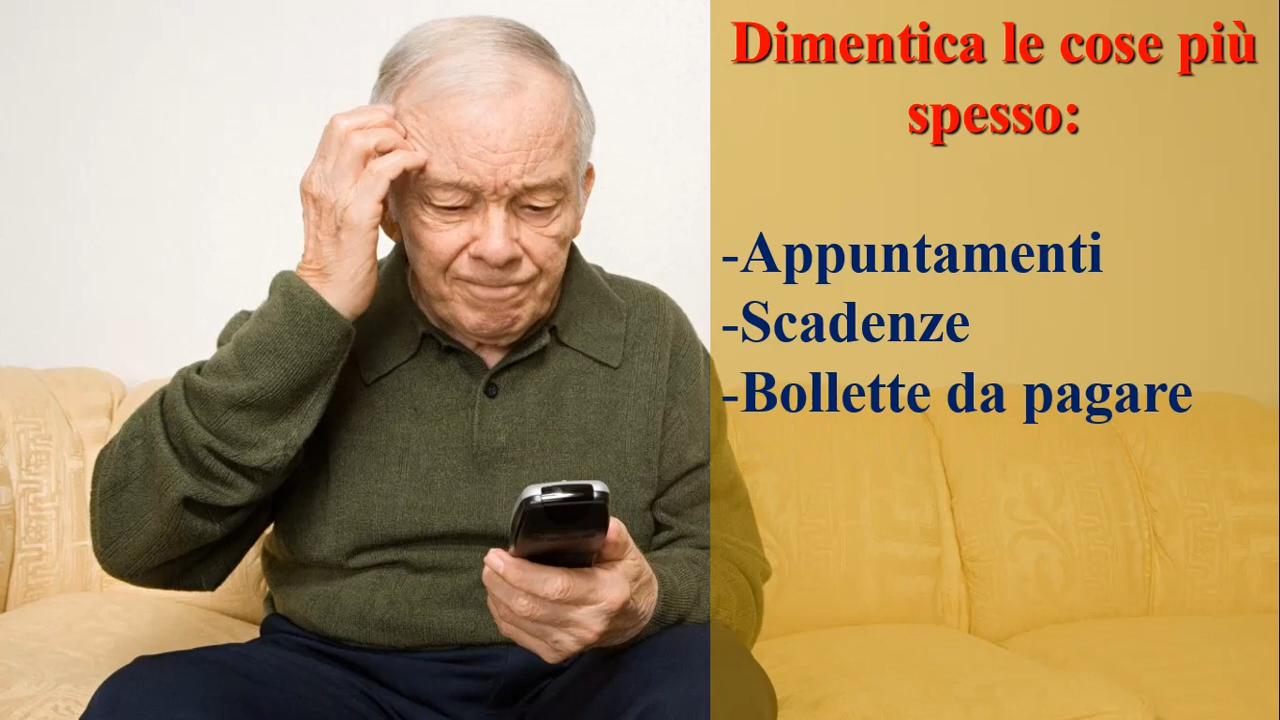 Dimentica le cose più
spesso:
-Appuntamenti
-Scadenze
-Bollette da pagare